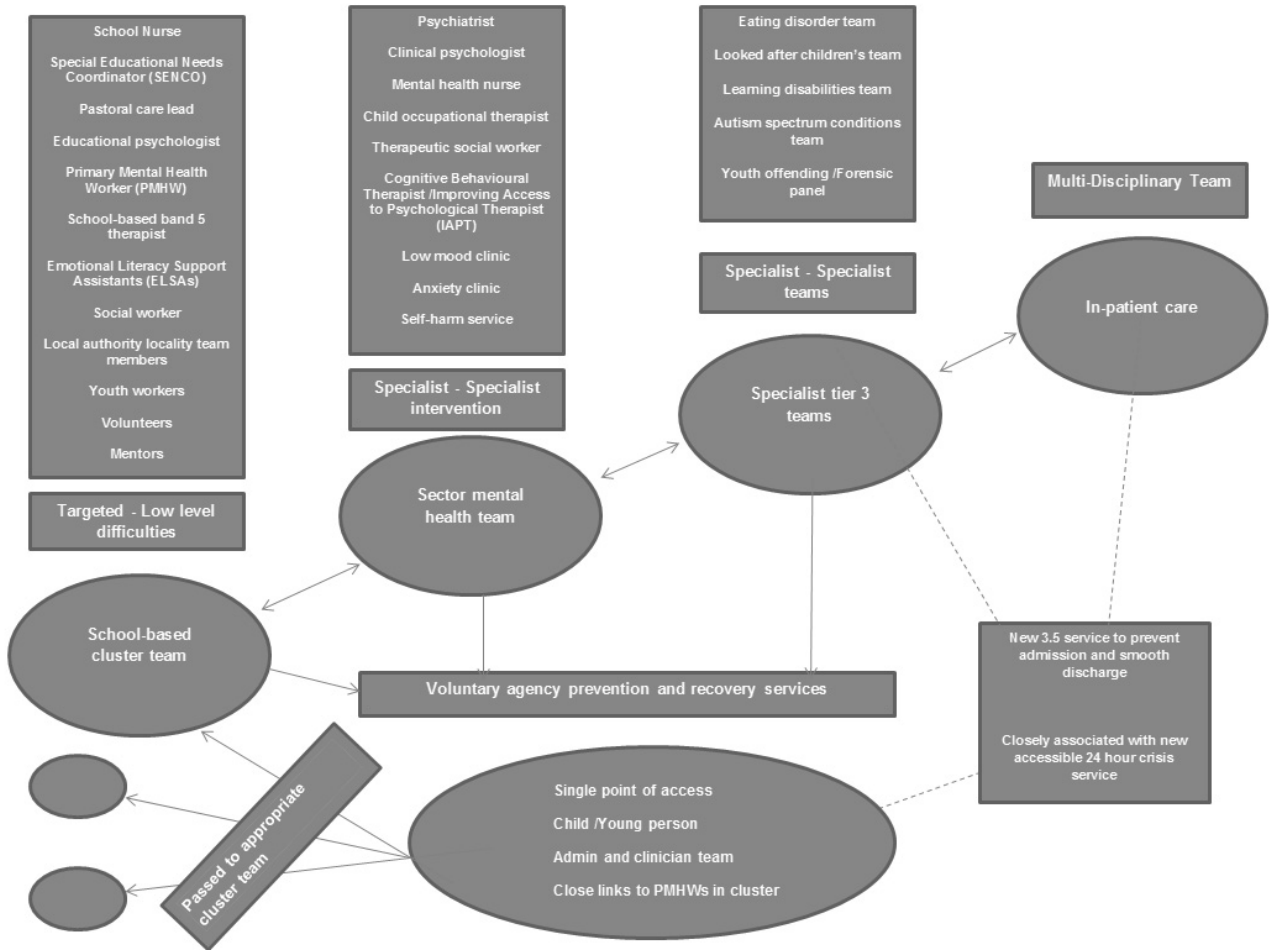 School Nurse
Special Educational Needs
Coordinator (SENCO)
Pastoral care lead
Educational psychologist
Primary Mental Health
Worker (PMHW)
School-based band 5
therapist
Emotional Literacy Support
Assistants (ELSAs)
Social worker
Local authority locality team
members
Youth workers
Volunteers
Mentors
Targeted - Low level
difficulties
School-based
cluster team
Psychiatrist
Clinical psychologist
Mental health nurse
Child occupational therapist
Therapeutic social worker
Cognitive Behavioural
Therapist /Improving Access
to Psychological Therapist
(IAPT)
Low mood clinic
Anxiety clinic
Self-harm service
Specialist - Specialist
intervention
Sector mental
health team
Eating disorder team
Looked after children's team
Learning disabilities team
Autism spectrum conditions
team
Youth offending /Forensic
panel
Specialist - Specialist
teams
Specialist tier 3
teams
Multi-Disciplinary Team
In-patient care
New 3.5 service to prevent
admission and smooth
discharge
Closely associated with new
accessible 24 hour crisis
service
Voluntary agency prevention and recovery services
Passed to appropriate
cluster team
Single point of access
Child /Young person
Admin and clinician team
Close links to PMHWs in cluster